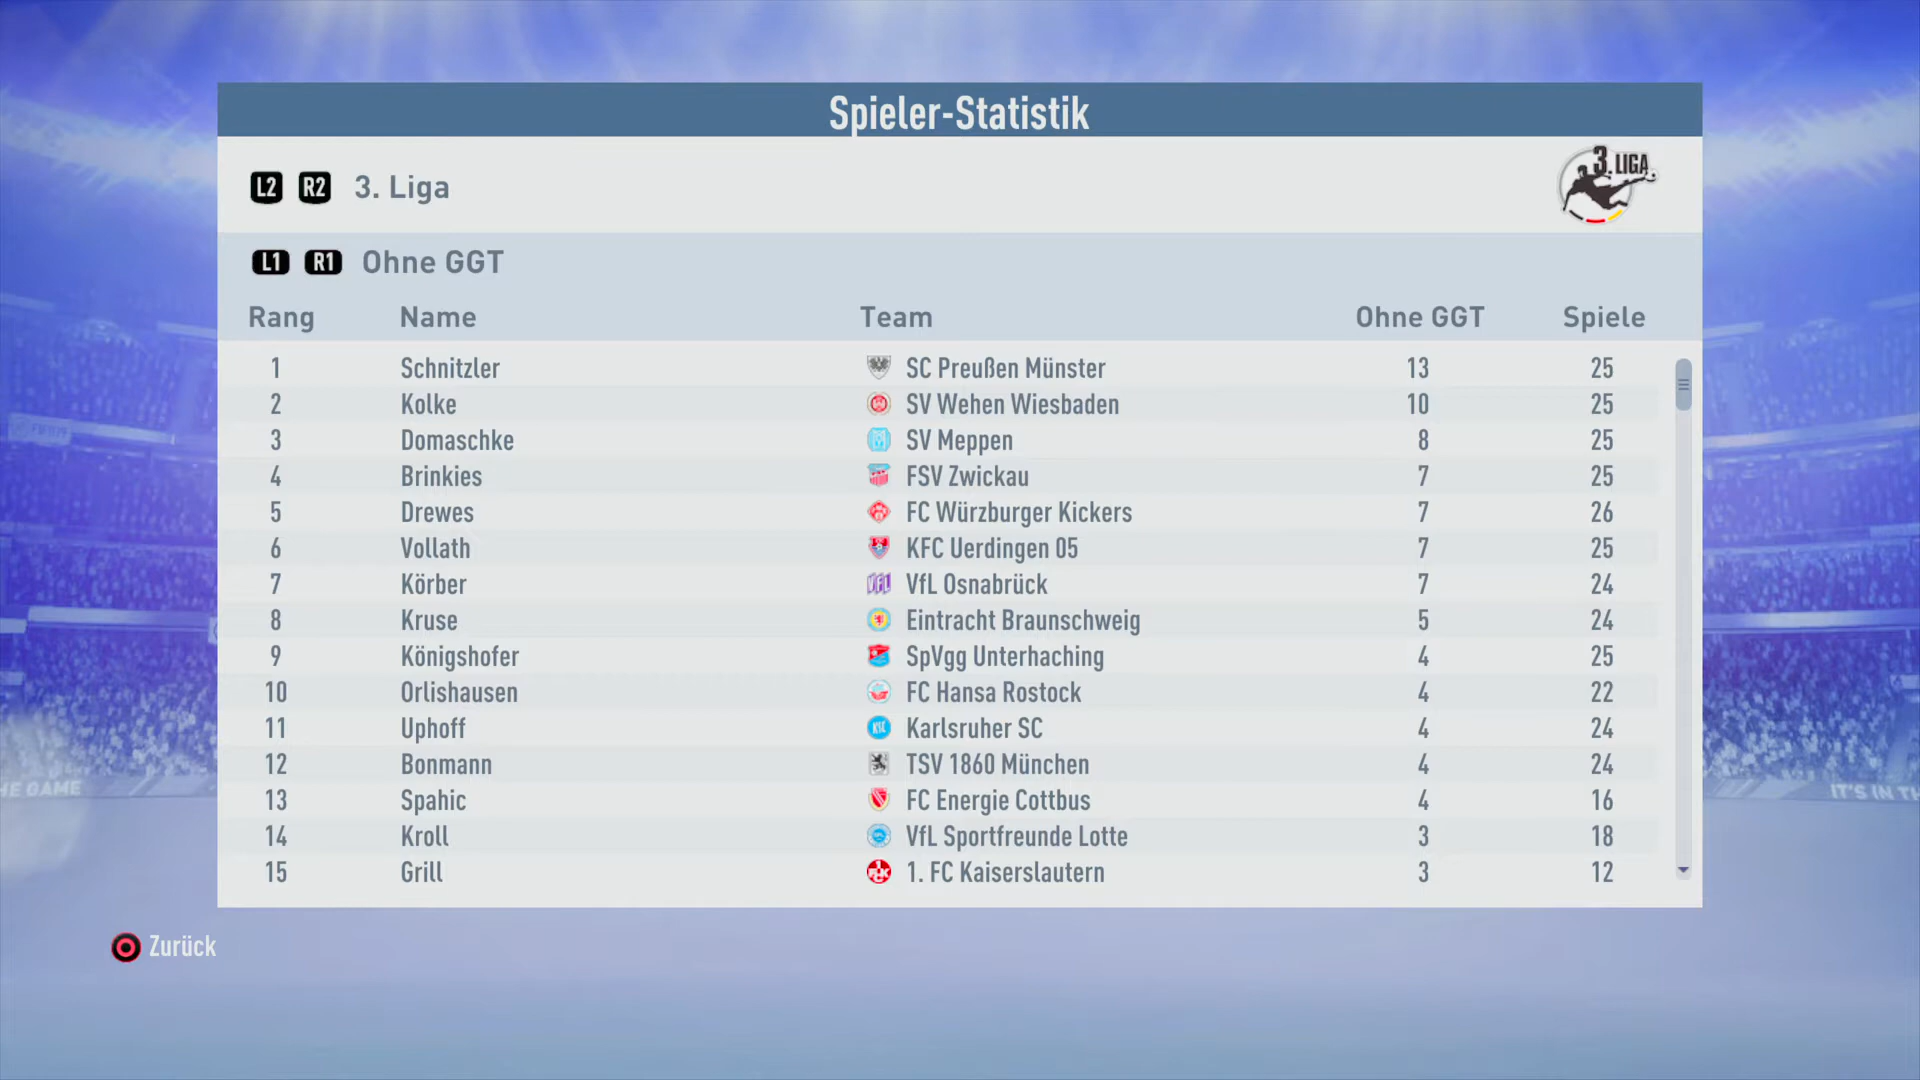 Spieler-Statistik
L2 R2 3. Liga
3. LIGA
L1 R1 Ohne GGT
Rang Name Team Ohne GGT Spiele
1 Schnitzler SC Preußen Münster 13 25
2 Kolke SV Wehen Wiesbaden 10 25
3 Domaschke SV Meppen 8 25
4 Brinkies FSV Zwickau 7 25
5 Drewes FC Würzburger Kickers 7 26
6 Vollath KFC Uerdingen 05 7 25
7 Körber VfL Osnabrück 7 24
8 Kruse Eintracht Braunschweig 5 24
9 Königshofer SpVgg Unterhaching 4 25
10 Orlishausen FC Hansa Rostock 4 22
11 Uphoff Karlsruher SC 4 24
12 Bonmann TSV 1860 München 4 24
13 Spahic FC Energie Cottbus 4 16
14 Kroll VfL Sportfreunde Lotte 3 18
15 Grill 1. FC Kaiserslautern 3 12
HE GAME
IT'S IN TH
Zurück